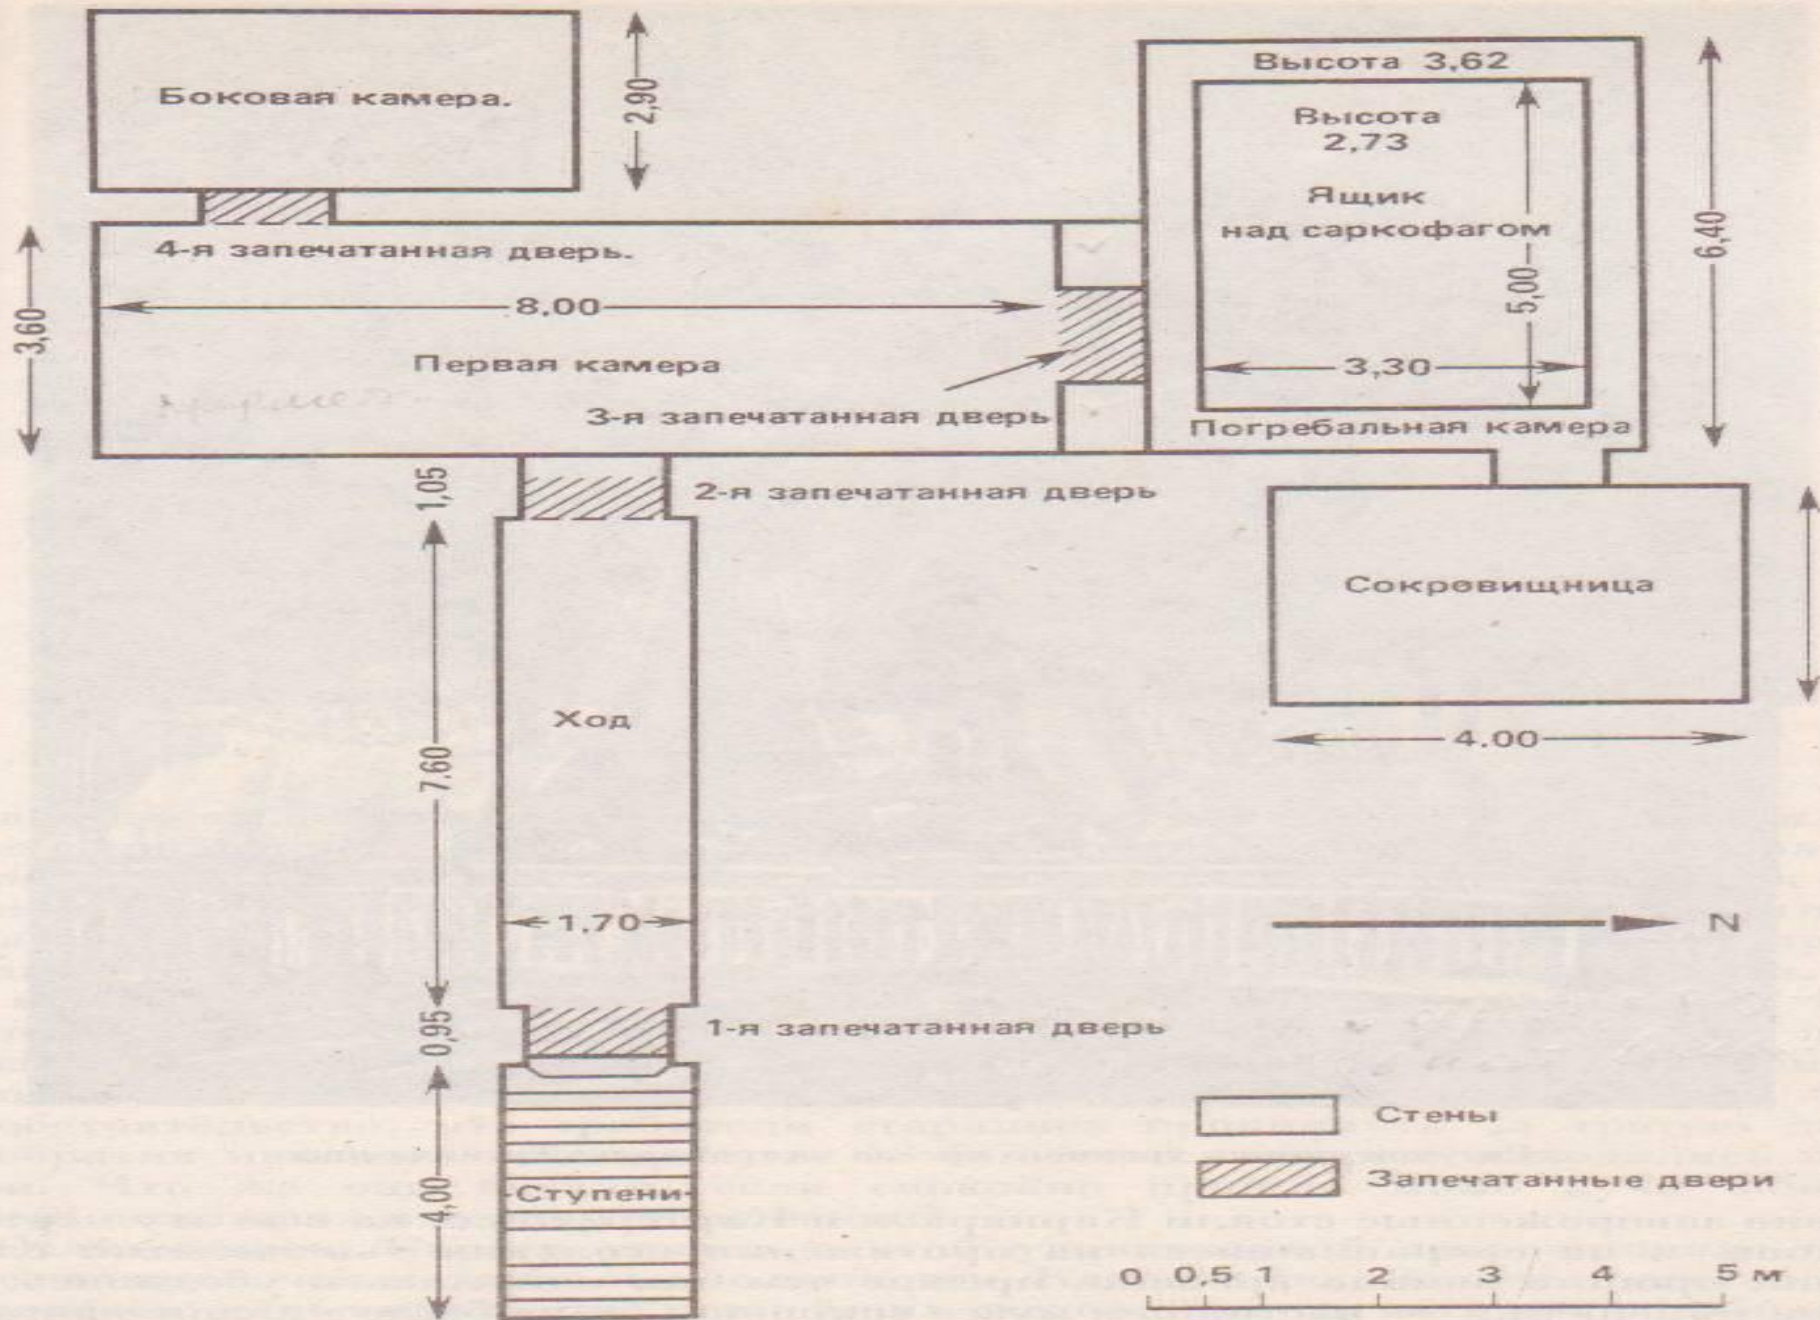 Боковая камера.
2,90
Высота 3,62
Высота
2,73
Ящик
над саркофагом
5,00
3,30
6,40
Погребальная камера
4-я запечатанная дверь.
8,00
3,60
Первая камера
3-я запечатанная дверь
1,05
2-я запечатанная дверь
Сокровищница
4.00
Ход
7,60
1,70
N
0,95
1-я запечатанная дверь
4,00
Ступени
Стены
Запечатанные двери
0 0,5 1 2 3 4 5 м